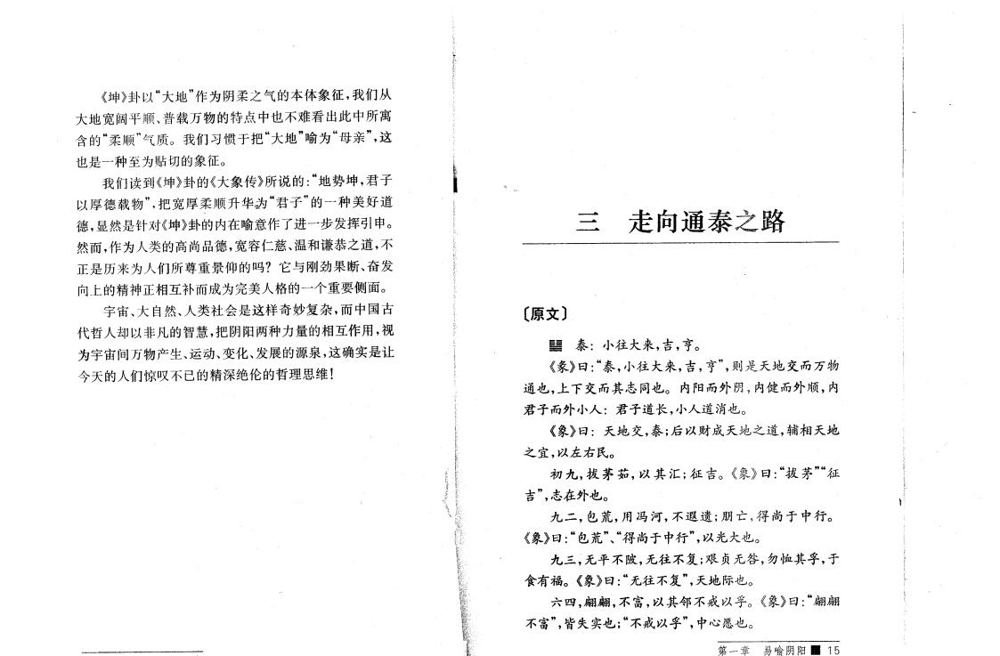 《坤》卦以“大地”作为阴柔之气的本体象征,我们从
大地宽阔平顺、普载万物的特点中也不难看出此中所寓
含的“柔顺”气质。我们习惯于把“大地”喻为“母亲”,这
也是一种至为贴切的象征。
我们读到《坤》卦的《大象传》所说的:“地势坤,君子
以厚德载物”,把宽厚柔顺升华为“君子”的一种美好道
德,显然是针对《坤》卦的内在喻意作了进一步发挥引申。
然而,作为人类的高尚品德,宽容仁慈、温和谦恭之道,不
正是历来为人们所尊重景仰的吗?它与刚劲果断、奋发
向上的精神正相互补而成为完美人格的一个重要侧面。
宇宙、大自然、人类社会是这样奇妙复杂,而中国古
代哲人却以非凡的智慧,把阴阳两种力量的相互作用,视
为宇宙间万物产生、运动、变化、发展的源泉,这确实是让
今天的人们惊叹不已的精深绝伦的哲理思维!
三 走向通泰之路
〔原文〕
䷊ 泰:小往大来,吉,亨。
《彖》曰:“泰,小往大来,吉,亨”,则是天地交而万物
通也,上下交而其志同也。内阳而外阴,内健而外顺,内
君子而外小人:君子道长,小人道消也。
《象》曰:天地交,泰;后以财成天地之道,辅相天地
之宜,以左右民。
初九,拔茅茹,以其汇;征吉。《象》曰:“拔茅”“征
吉”,志在外也。
九二,包荒,用冯河,不遐遗;朋亡,得尚于中行。
《象》曰:“包荒”、“得尚于中行”,以光大也。
九三,无平不陂,无往不复;艰贞无咎,勿恤其孚,于
食有福。《象》曰:“无往不复”,天地际也。
六四,翩翩,不富,以其邻不戒以孚。《象》曰:“翩翩
不富”,皆失实也;“不戒以孚”,中心愿也。
第一章 易喻阴阳 ■ 15